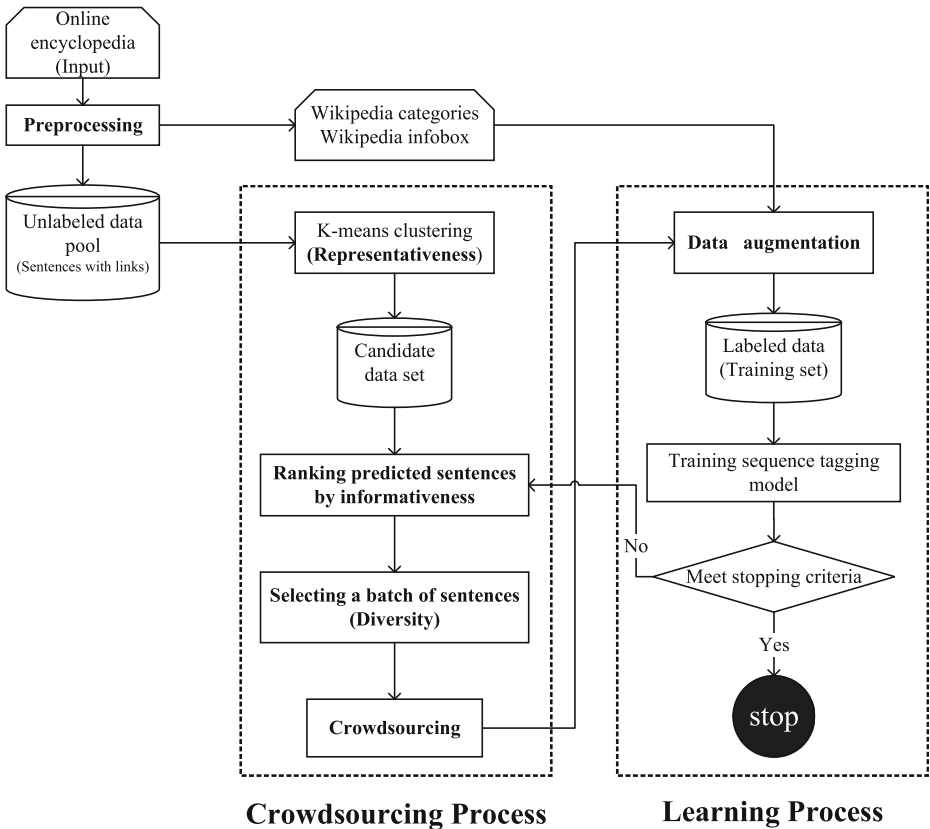 Online
encyclopedia
(Input)
Preprocessing
Wikipedia categories
Wikipedia infobox
Unlabeled data
pool
(Sentences with links)
K-means clustering
(Representativeness)
Candidate
data set
Ranking predicted sentences
by informativeness
Selecting a batch of sentences
(Diversity)
Crowdsourcing
Crowdsourcing Process
Data augmentation
Labeled data
(Training set)
Training sequence tagging
model
No
Meet stopping criteria
Yes
stop
Learning Process